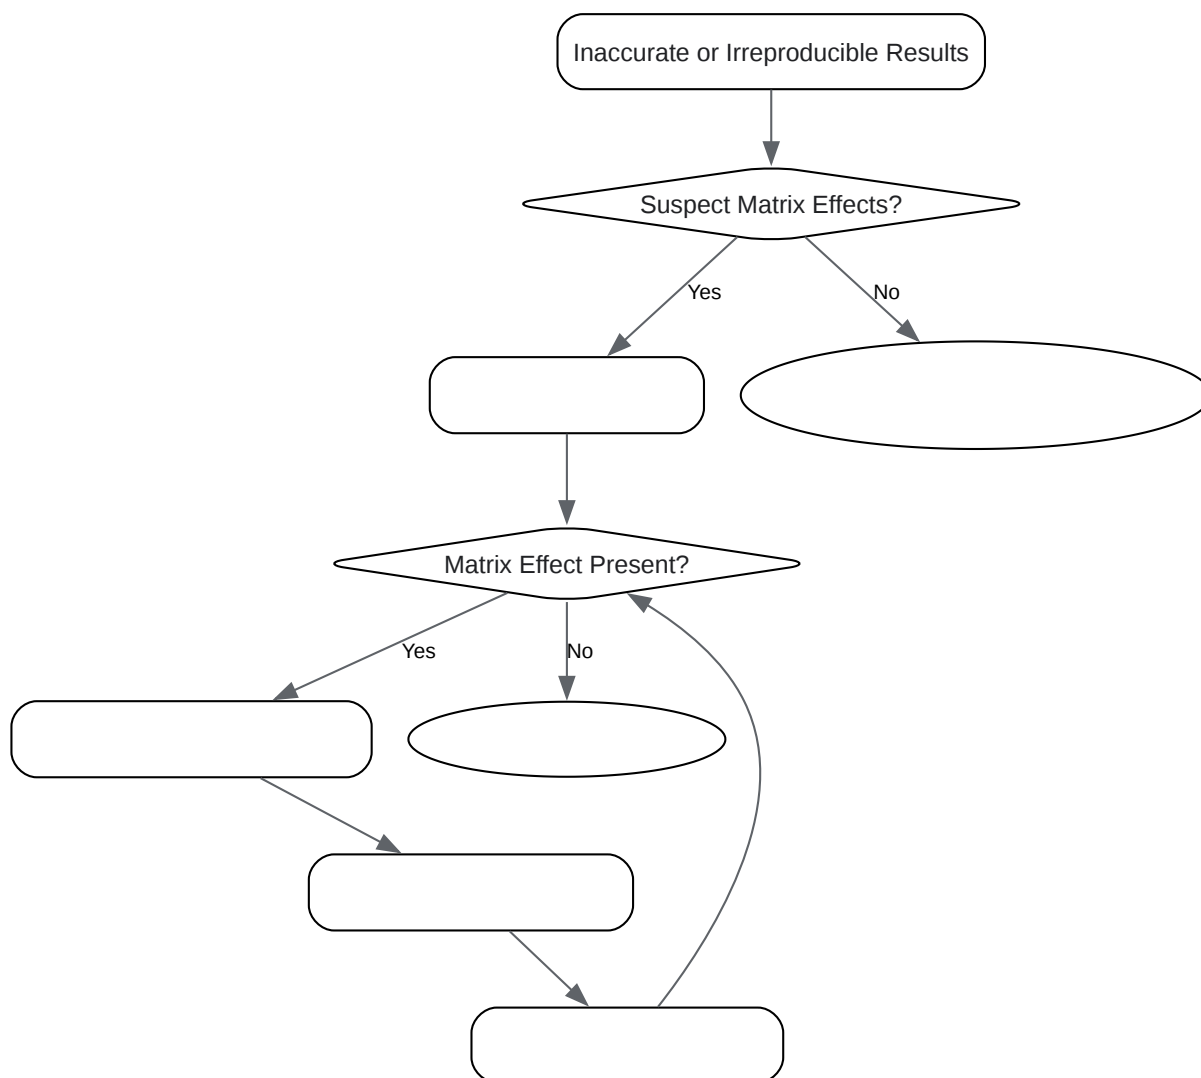 Inaccurate or Irreproducible Results
Suspect Matrix Effects?
Yes
No
Matrix Effect Present?
Yes
No